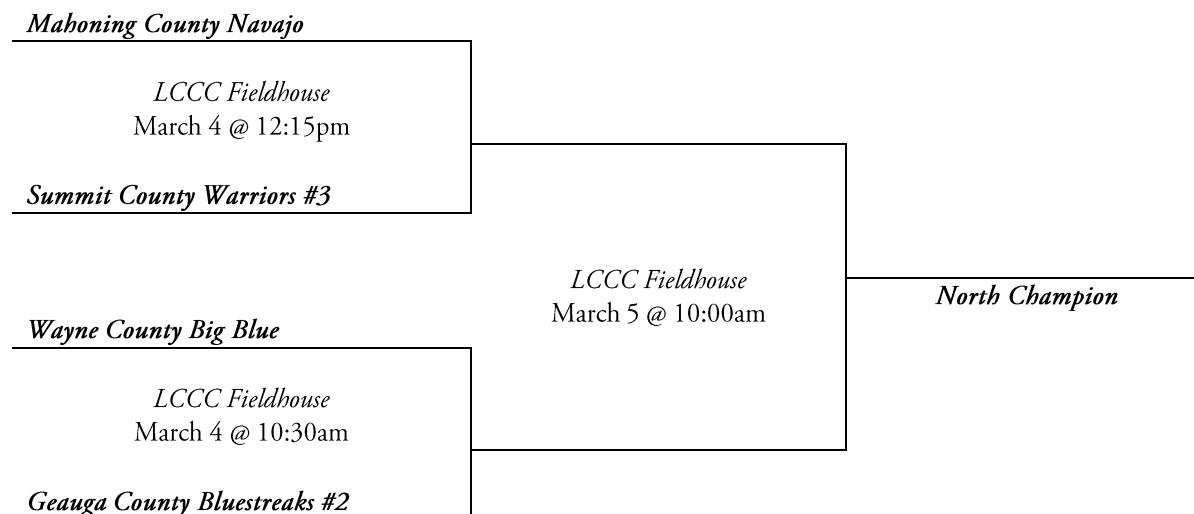 Mahoning County Navajo
LCCC Fieldhouse
March 4 @ 12:15pm
Summit County Warriors #3
LCCC Fieldhouse
March 5 @ 10:00am
North Champion
Wayne County Big Blue
LCCC Fieldhouse
March 4 @ 10:30am
Geauga County Bluestreaks #2